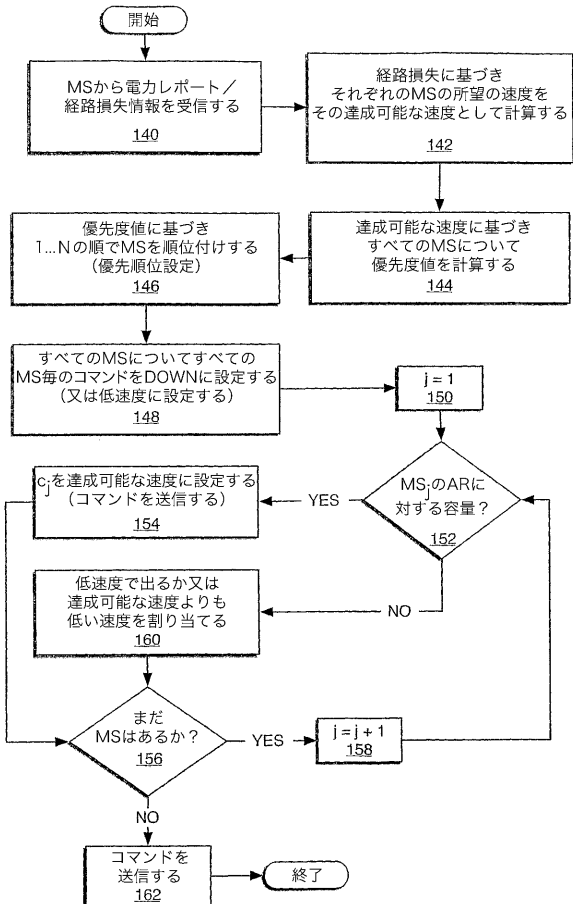 開始
MSから電力レポート／
経路損失情報を受信する
140
経路損失に基づき
それぞれのMSの所望の速度を
その達成可能な速度として計算する
142
達成可能な速度に基づき
すべてのMSについて
優先度値を計算する
144
優先度値に基づき
1...Nの順でMSを順位付けする
（優先順位設定）
146
すべてのMSについてすべての
MS毎のコマンドをDOWNに設定する
（又は低速度に設定する）
148
j = 1
150
MSjのARに
対する容量？
152
YES
cjを達成可能な速度に設定する
（コマンドを送信する）
154
NO
低速度で出るか又は
達成可能な速度よりも
低い速度を割り当てる
160
まだ
MSはあるか？
156
YES
j = j + 1
158
NO
コマンドを
送信する
162
終了